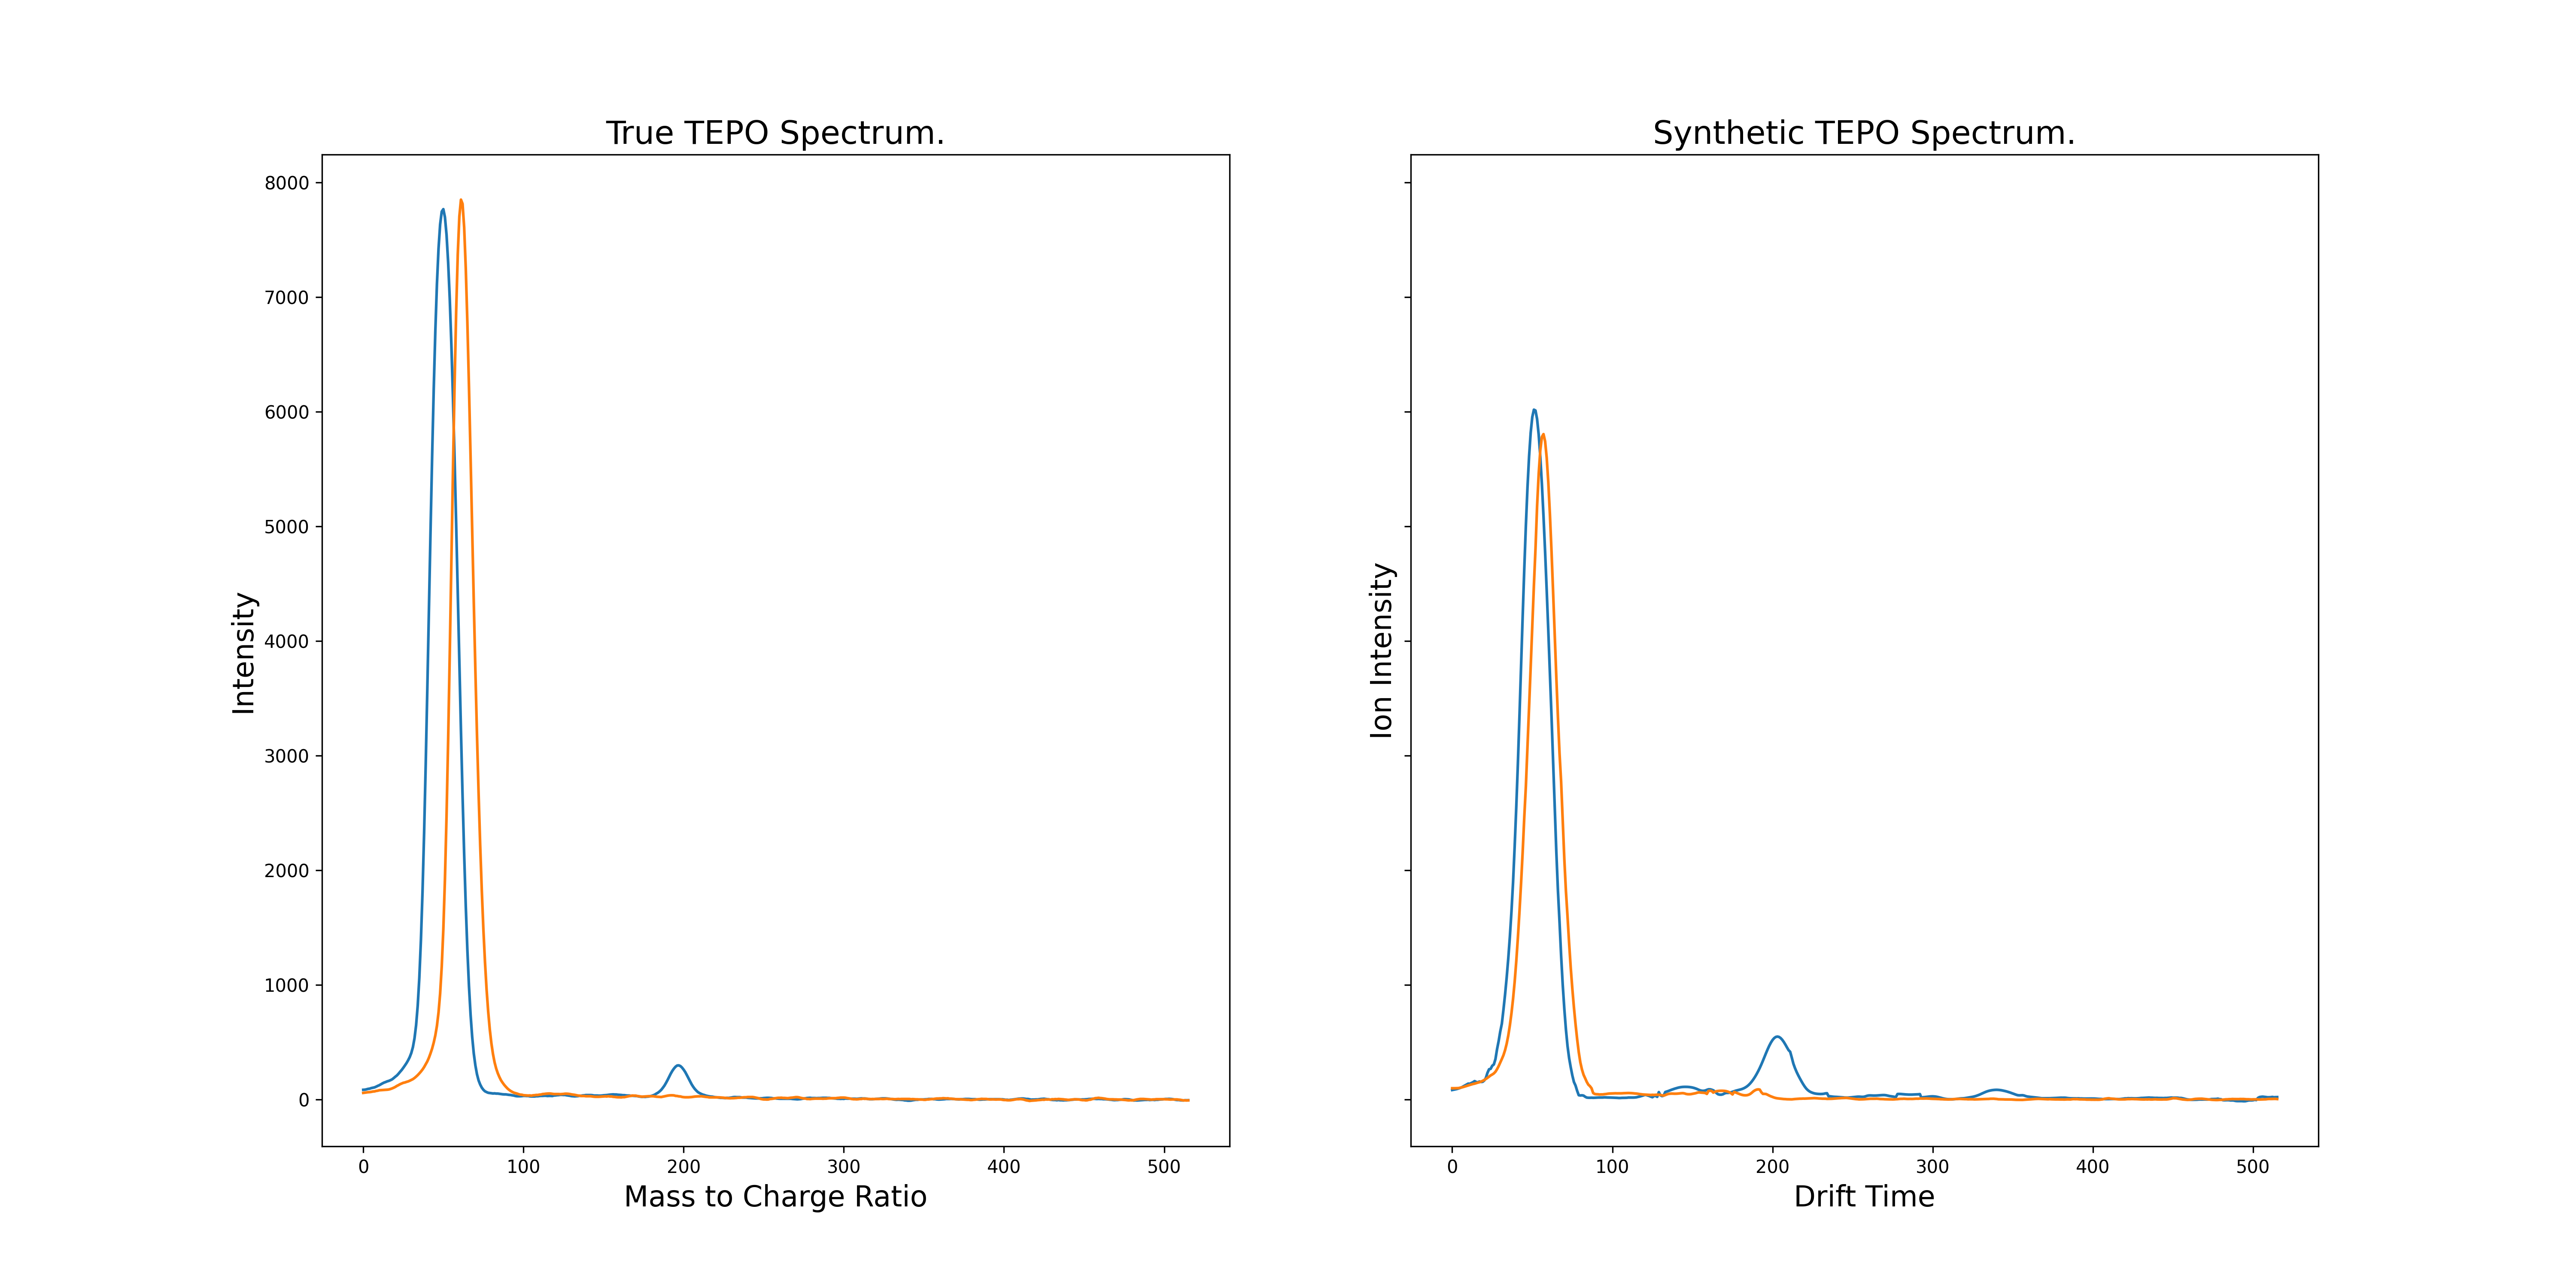 True TEPO Spectrum.
8000
7000
6000
5000
4000
3000
2000
1000
0
Intensity
0 100 200 300 400 500
Mass to Charge Ratio
Synthetic TEPO Spectrum.
Ion Intensity
0 100 200 300 400 500
Drift Time